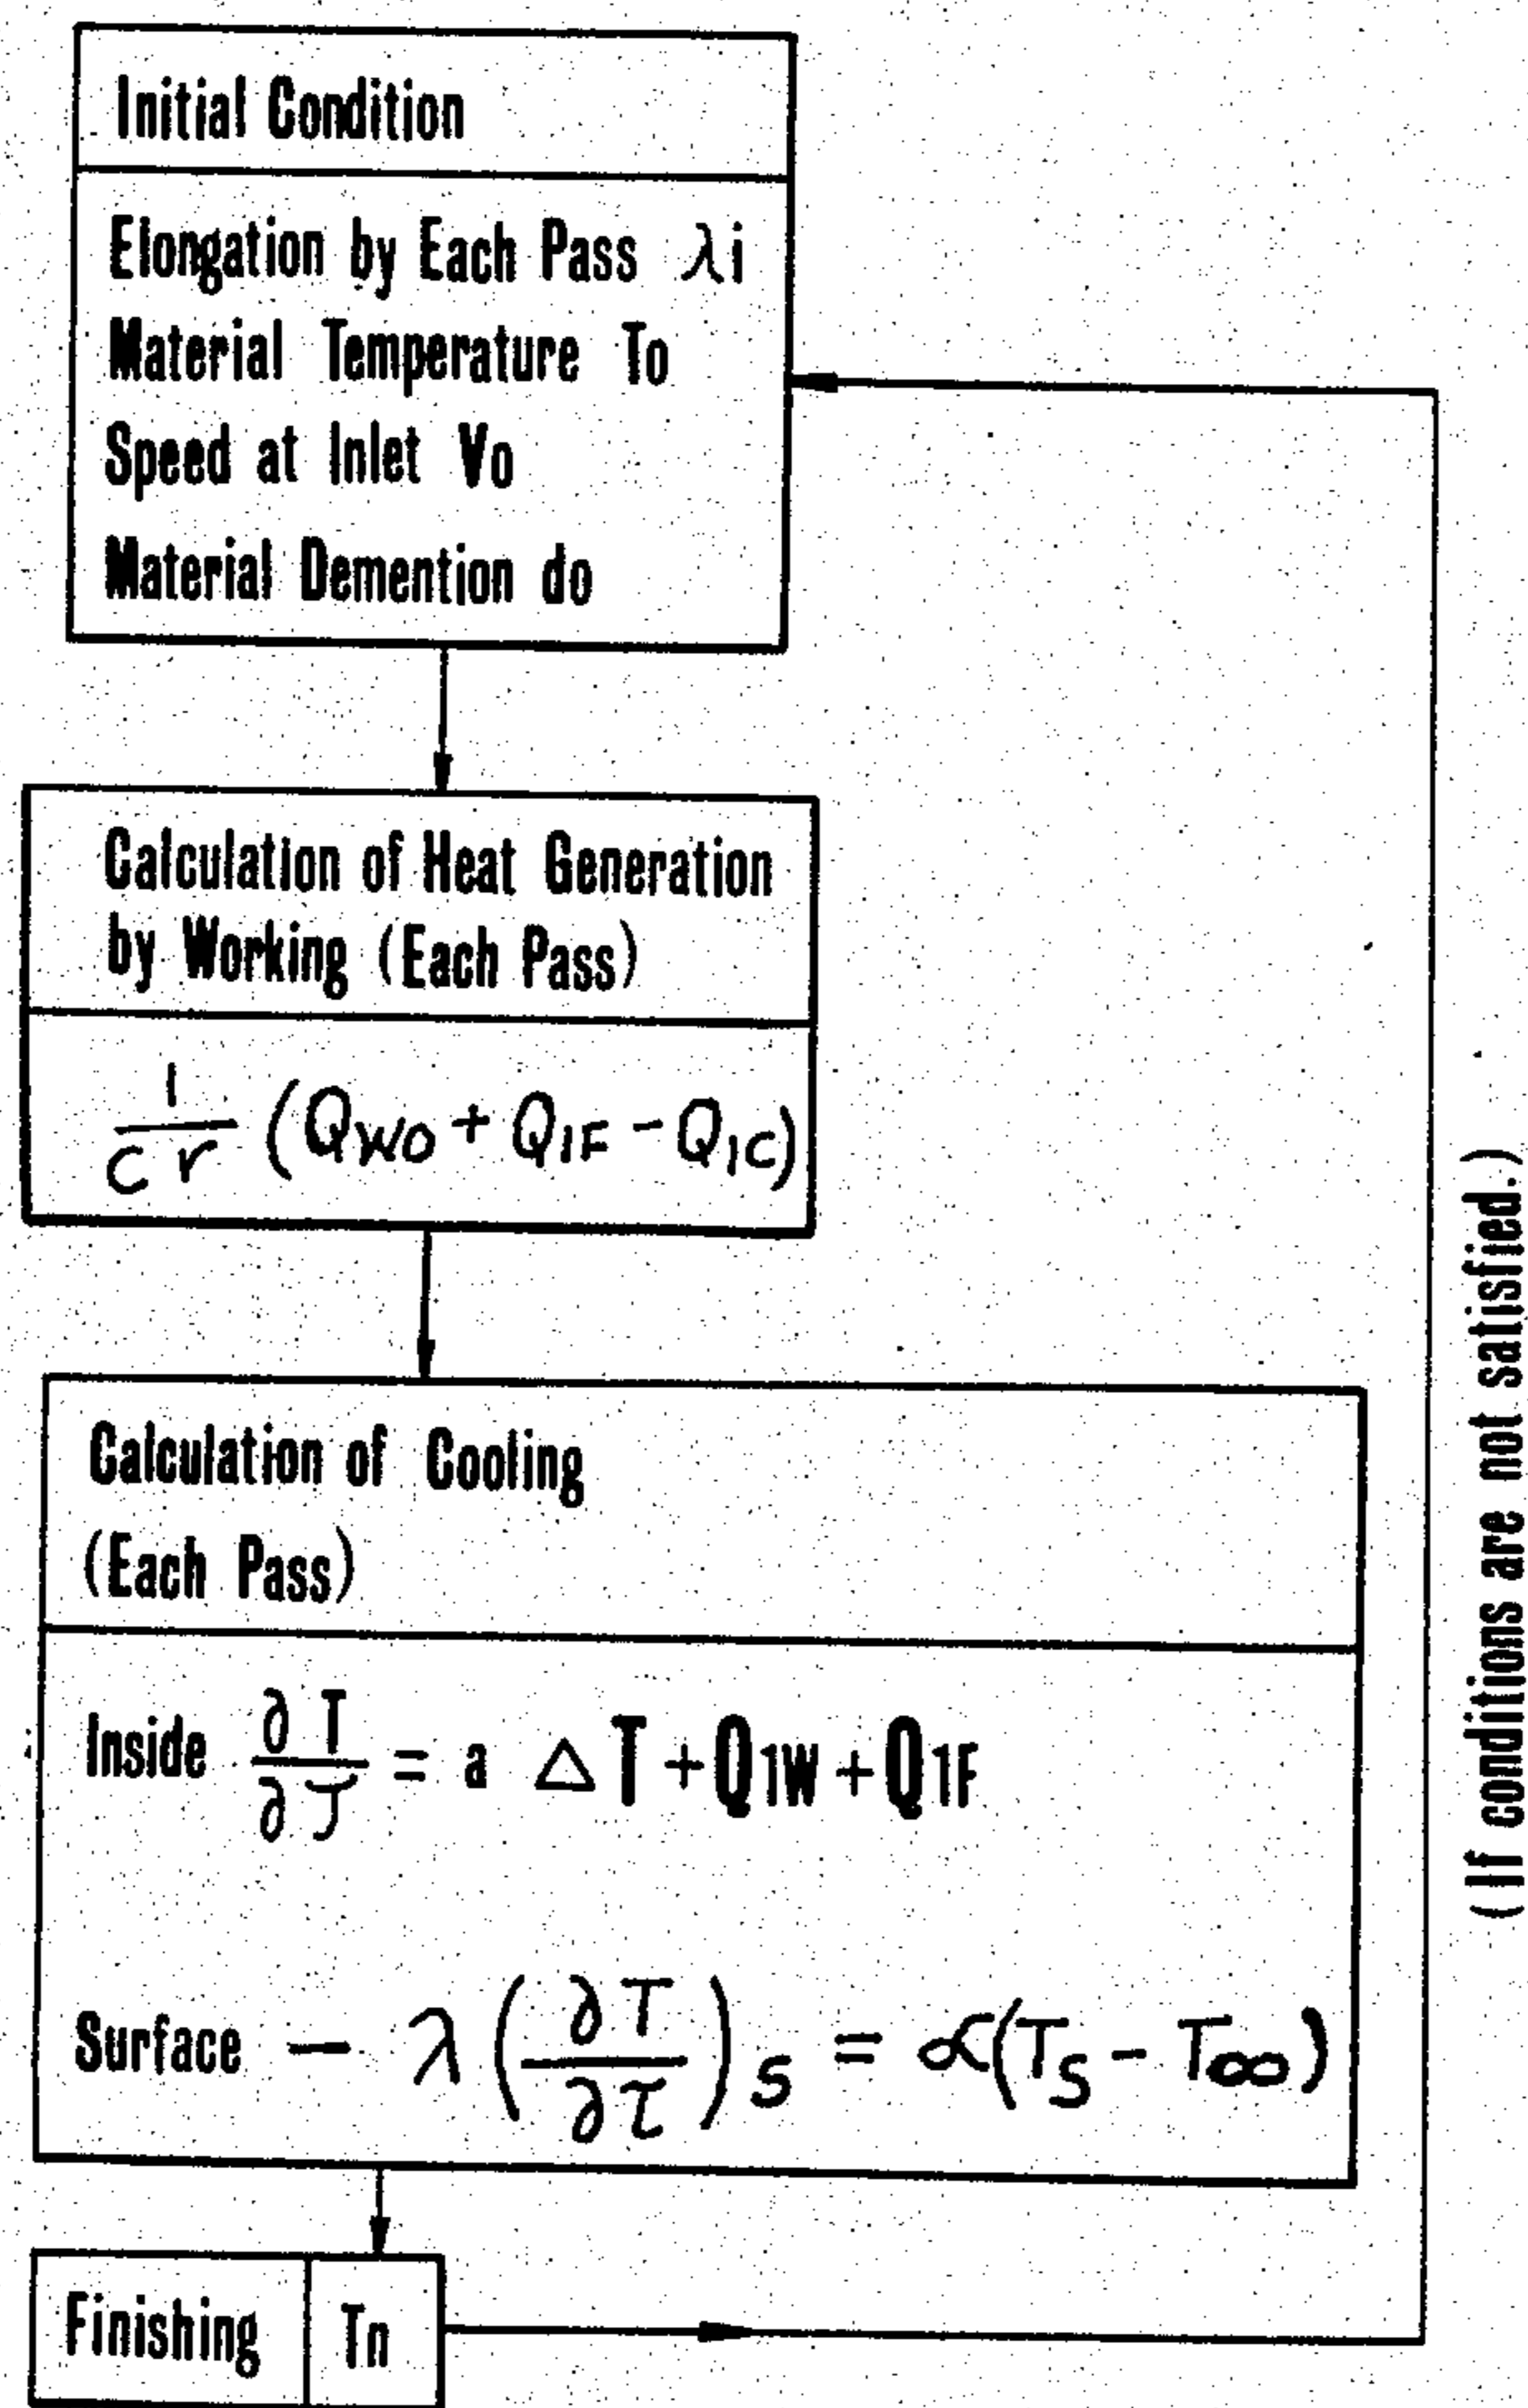 Initial Condition
Elongation by Each Pass λi
Material Temperature To
Speed at Inlet Vo
Material Demention do
Calculation of Heat Generation
by Working (Each Pass)
1/cr (QWO + Q1F - Q1C)
Calculation of Cooling
(Each Pass)
Inside ∂T/∂J = a △T + Q1W + Q1F
Surface — λ(∂T/∂τ)S = α(TS - T∞)
Finishing Tn
(If conditions are not satisfied.)